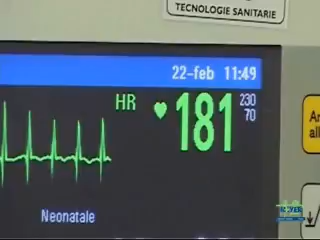 TECNOLOGIE SANITARIE
22-feb 11:49
HR 181 230
70
Neonatale